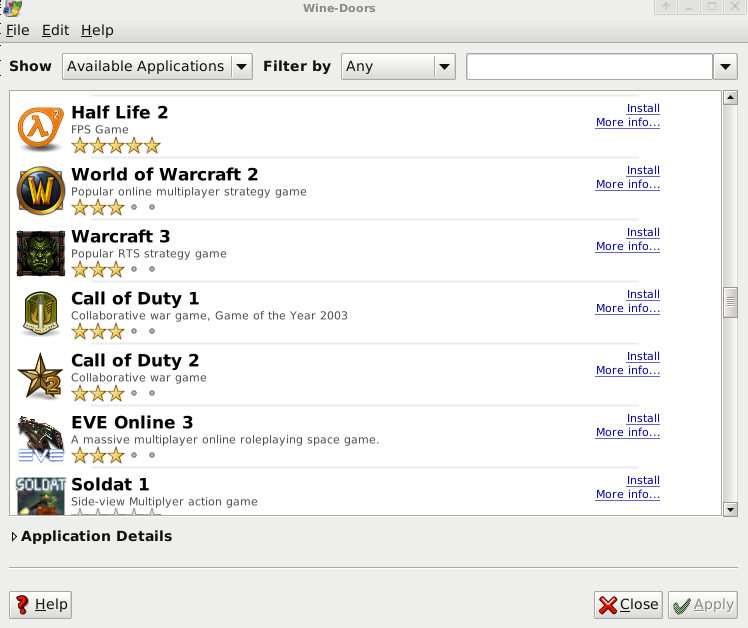 Wine-Doors
File Edit Help
Show Available Applications Filter by Any
Half Life 2 Install
FPS Game More info...
World of Warcraft 2 Install
Popular online multiplayer strategy game More info...
Warcraft 3 Install
Popular RTS strategy game More info...
Call of Duty 1 Install
Collaborative war game, Game of the Year 2003 More info...
Call of Duty 2 Install
Collaborative war game More info...
2
EVE Online 3 Install
A massive multiplayer online roleplaying space game. More info...
EVE
SOLDAT Soldat 1 Install
Side-view Multiplyer action game More info...
Application Details
Help Close Apply